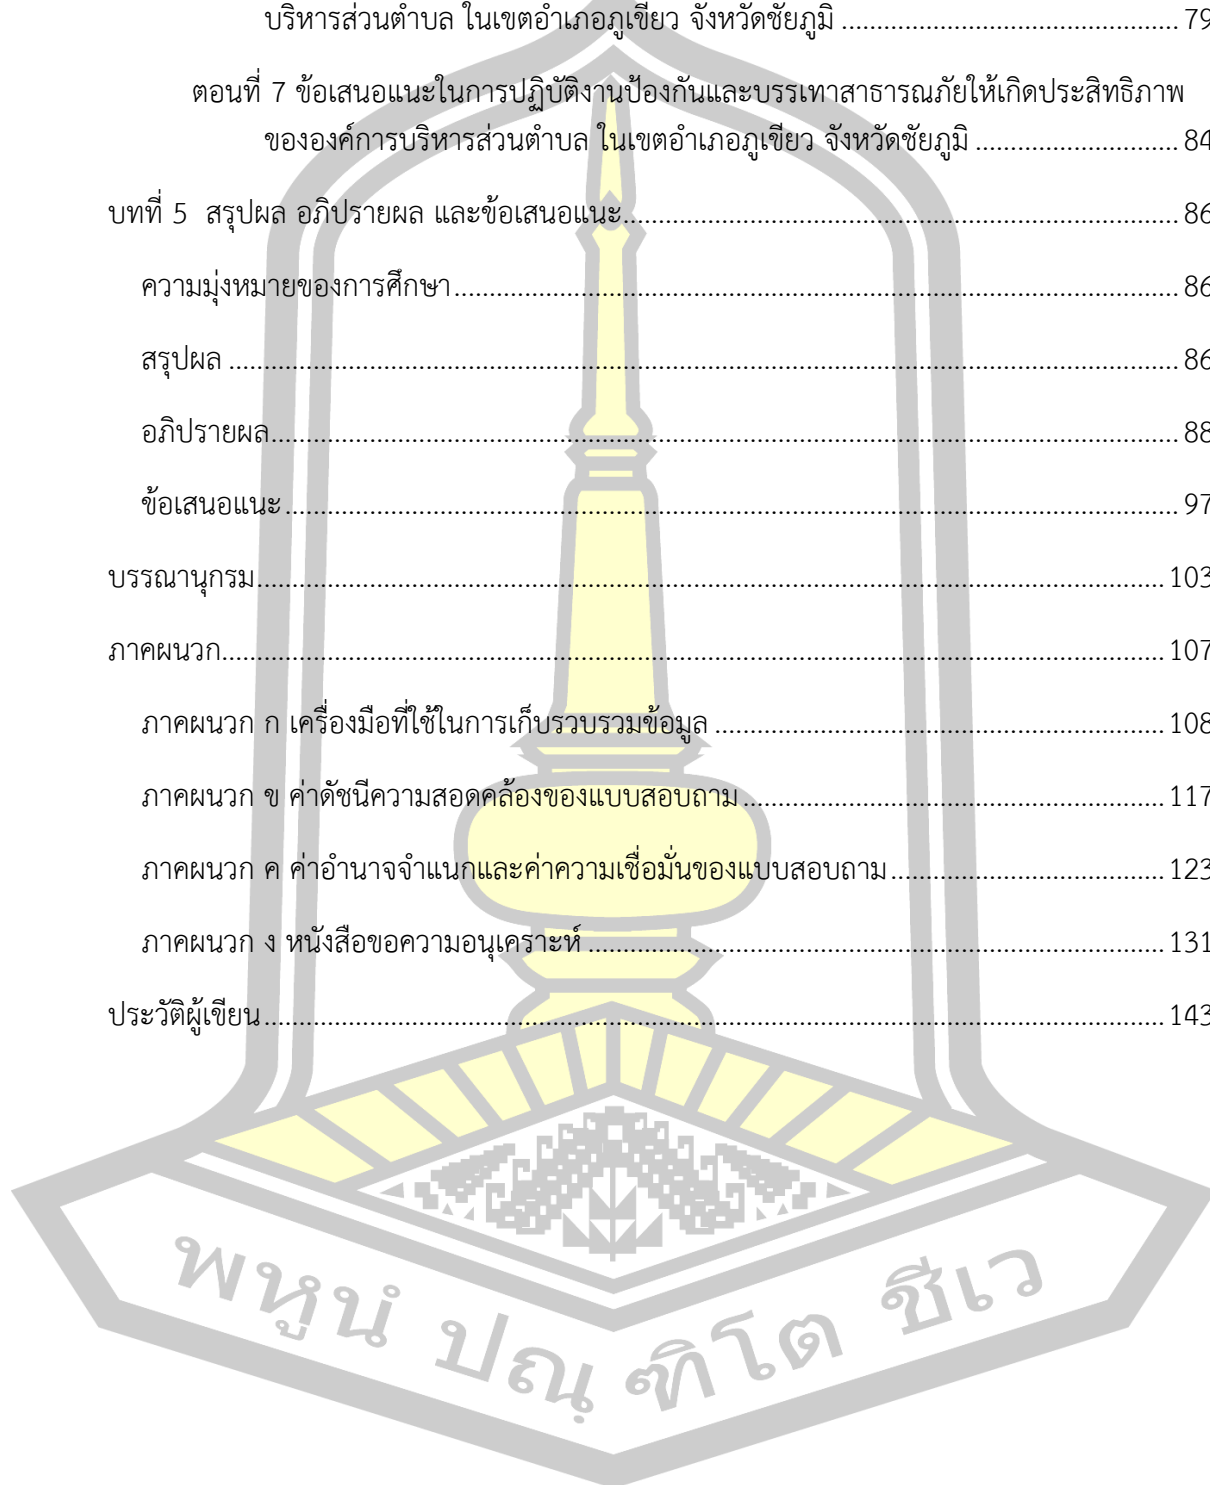 บริหารส่วนตำบล ในเขตอำเภอภูเขียว จังหวัดชัยภูมิ ........................................................ 79
ตอนที่ 7 ข้อเสนอแนะในการปฏิบัติงานป้องกันและบรรเทาสาธารณภัยให้เกิดประสิทธิภาพ
ขององค์การบริหารส่วนตำบล ในเขตอำเภอภูเขียว จังหวัดชัยภูมิ .................................. 84
บทที่ 5 สรุปผล อภิปรายผล และข้อเสนอแนะ........................................................ 86
ความมุ่งหมายของการศึกษา ........................................................ 86
สรุปผล ........................................................ 86
อภิปรายผล........................................................ 88
ข้อเสนอแนะ ........................................................ 97
บรรณานุกรม........................................................ 103
ภาคผนวก........................................................ 107
ภาคผนวก ก เครื่องมือที่ใช้ในการเก็บรวบรวมข้อมูล ........................................................ 108
ภาคผนวก ข ค่าดัชนีความสอดคล้องของแบบสอบถาม ........................................................ 117
ภาคผนวก ค ค่าอำนาจจำแนกและค่าความเชื่อมั่นของแบบสอบถาม .................................. 123
ภาคผนวก ง หนังสือขอความอนุเคราะห์ ........................................................ 131
ประวัติผู้เขียน ........................................................ 143
พหูนํ ปณฺฑิโต ชีเว